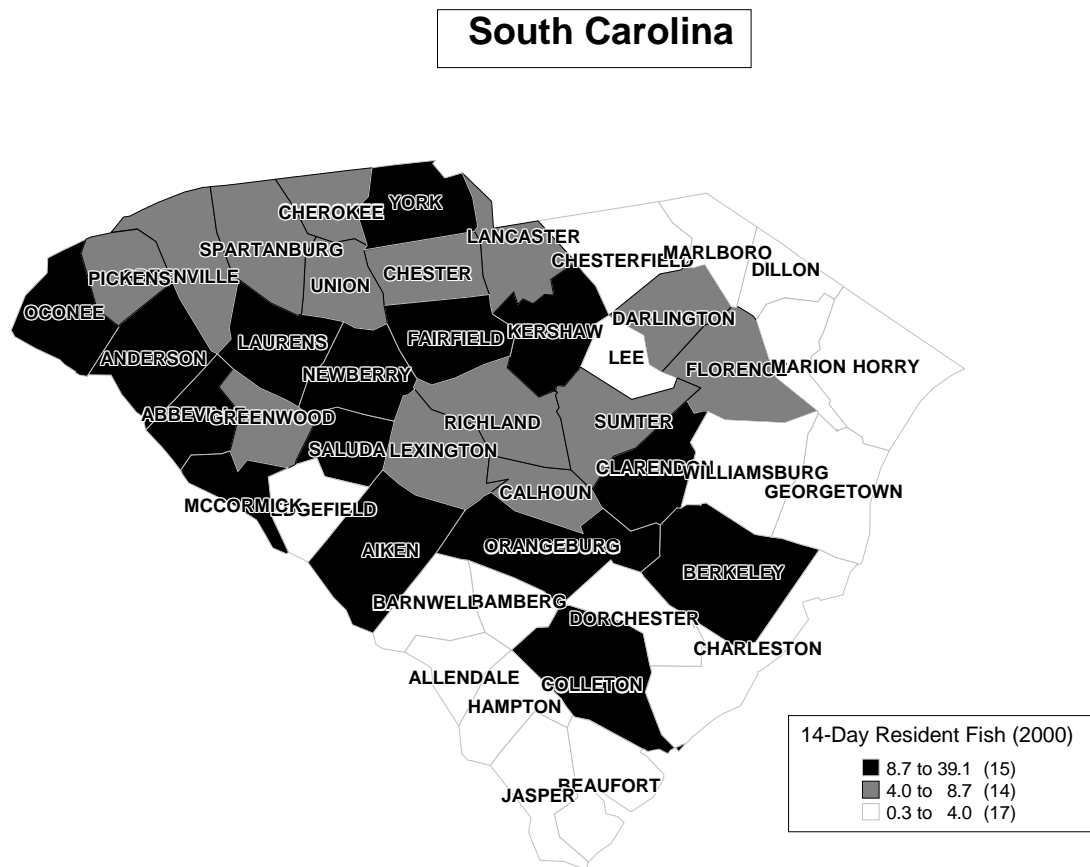 South Carolina
YORK
CHEROKEE
LANCASTER
SPARTANBURG
MARLBORO
CHESTERFIELD
DILLON
PICKENS
GREENVILLE
CHESTER
UNION
OCONEE
DARLINGTON
KERSHAW
FAIRFIELD
LAURENS
ANDERSON
LEE
MARION
HORRY
FLORENCE
NEWBERRY
ABBEVILLE
GREENWOOD
RICHLAND
SUMTER
SALUDA
LEXINGTON
CLARENDON
WILLIAMSBURG
GEORGETOWN
CALHOUN
MCCORMICK
EDGEFIELD
AIKEN
ORANGEBURG
BERKELEY
BARNWELL
BAMBERG
DORCHESTER
CHARLESTON
ALLENDALE
COLLETON
HAMPTON
BEAUFORT
JASPER
14-Day Resident Fish (2000)
8.7 to 39.1 (15)
4.0 to 8.7 (14)
0.3 to 4.0 (17)